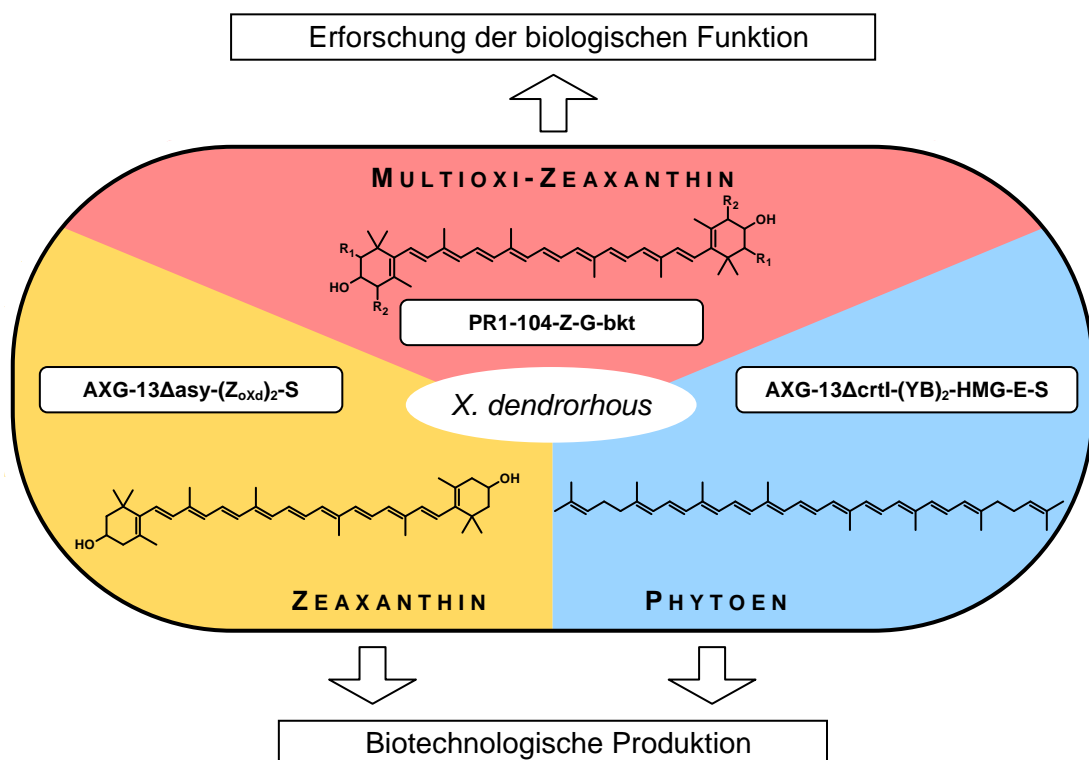 Erforschung der biologischen Funktion
MULTIOXI-ZEAXANTHIN
R₂
OH
R₁
R₁
HO
R₂
PR1-104-Z-G-bkt
AXG-13Δasy-(ZoXd)₂-S
AXG-13ΔcrtI-(YB)₂-HMG-E-S
X. dendrorhous
OH
HO
ZEAXANTHIN
PHYTOEN
Biotechnologische Produktion